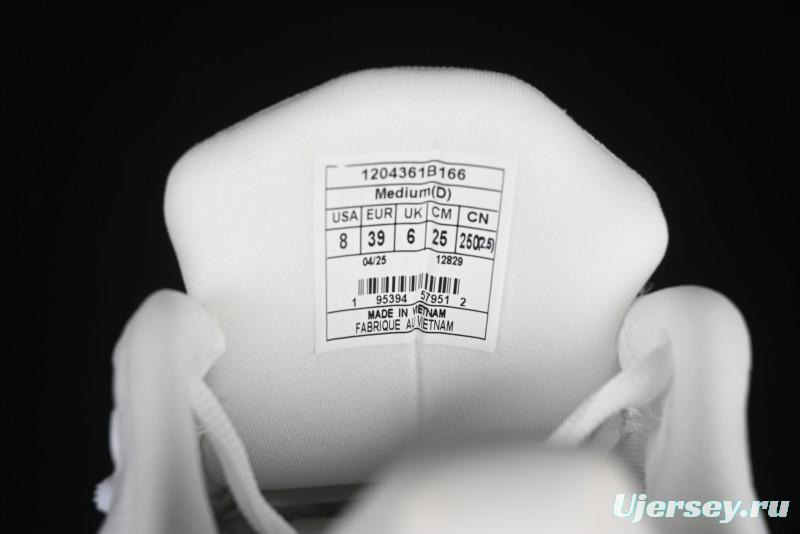 1204361B166
Medium(D)
USA EUR UK CM CN
8 39 6 25 250(2.5)
04/25 12829
1 95394 57951 2
MADE IN VIETNAM
FABRIQUE AU VIETNAM
Ujersey.ru